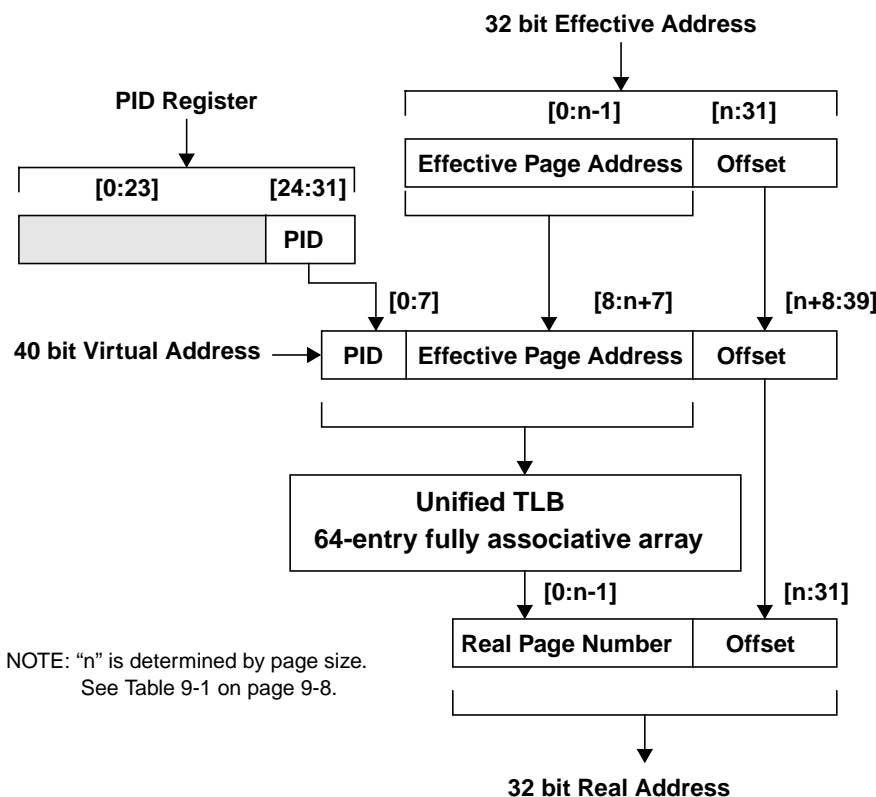 32 bit Effective Address
PID Register
[0:n-1] [n:31]
Effective Page Address Offset
[0:23] [24:31]
PID
[0:7] [8:n+7] [n+8:39]
40 bit Virtual Address PID Effective Page Address Offset
Unified TLB
64-entry fully associative array
[0:n-1] [n:31]
Real Page Number Offset
NOTE: “n” is determined by page size.
See Table 9-1 on page 9-8.
32 bit Real Address